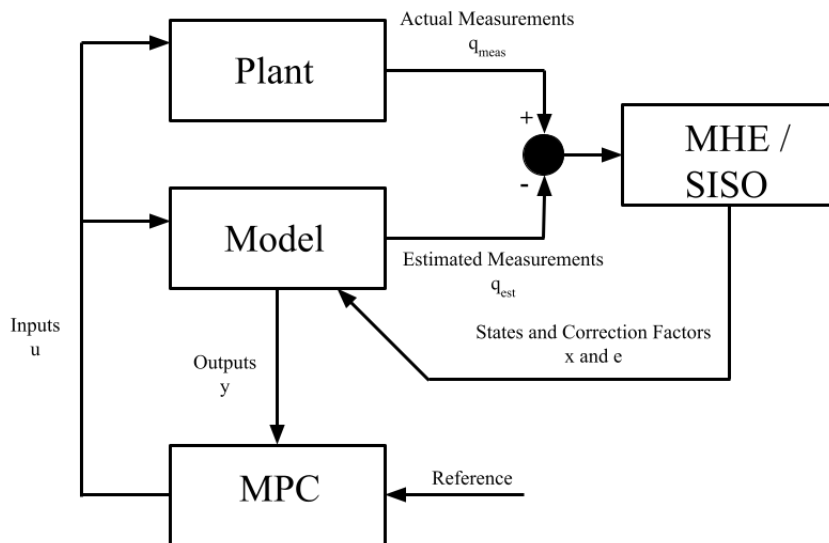 Actual Measurements
q_meas
Plant
+
MHE /
SISO
-
Model
Estimated Measurements
q_est
Inputs
u
States and Correction Factors
x and e
Outputs
y
MPC
Reference